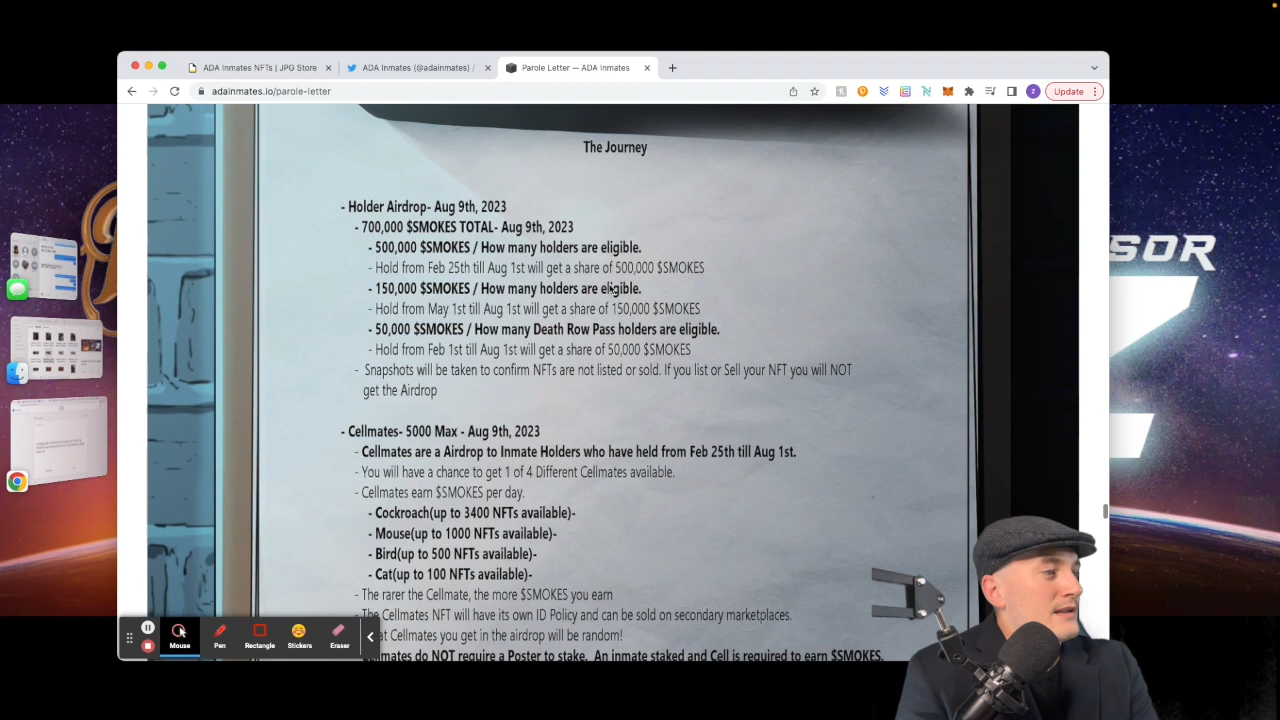 ADA Inmates NFTs | JPG Store
ADA Inmates (@adainmates) /
Parole Letter — ADA Inmates
adainmates.io/parole-letter
Update
The Journey
- Holder Airdrop- Aug 9th, 2023
- 700,000 $SMOKES TOTAL- Aug 9th, 2023
- 500,000 $SMOKES / How many holders are eligible.
- Hold from Feb 25th till Aug 1st will get a share of 500,000 $SMOKES
- 150,000 $SMOKES / How many holders are eligible.
- Hold from May 1st till Aug 1st will get a share of 150,000 $SMOKES
- 50,000 $SMOKES / How many Death Row Pass holders are eligible.
- Hold from Feb 1st till Aug 1st will get a share of 50,000 $SMOKES
- Snapshots will be taken to confirm NFTs are not listed or sold. If you list or Sell your NFT you will NOT
get the Airdrop
- Cellmates- 5000 Max - Aug 9th, 2023
- Cellmates are a Airdrop to Inmate Holders who have held from Feb 25th till Aug 1st.
- You will have a chance to get 1 of 4 Different Cellmates available.
- Cellmates earn $SMOKES per day.
- Cockroach(up to 3400 NFTs available)-
- Mouse(up to 1000 NFTs available)-
- Bird(up to 500 NFTs available)-
- Cat(up to 100 NFTs available)-
- The rarer the Cellmate, the more $SMOKES you earn
- The Cellmates NFT will have its own ID Policy and can be sold on secondary marketplaces.
Cellmates you get in the airdrop will be random!
do NOT require a Poster to stake. An inmate staked and Cell is required to earn $SMOKES.
Mouse
Pen
Rectangle
Stickers
Eraser
SOR